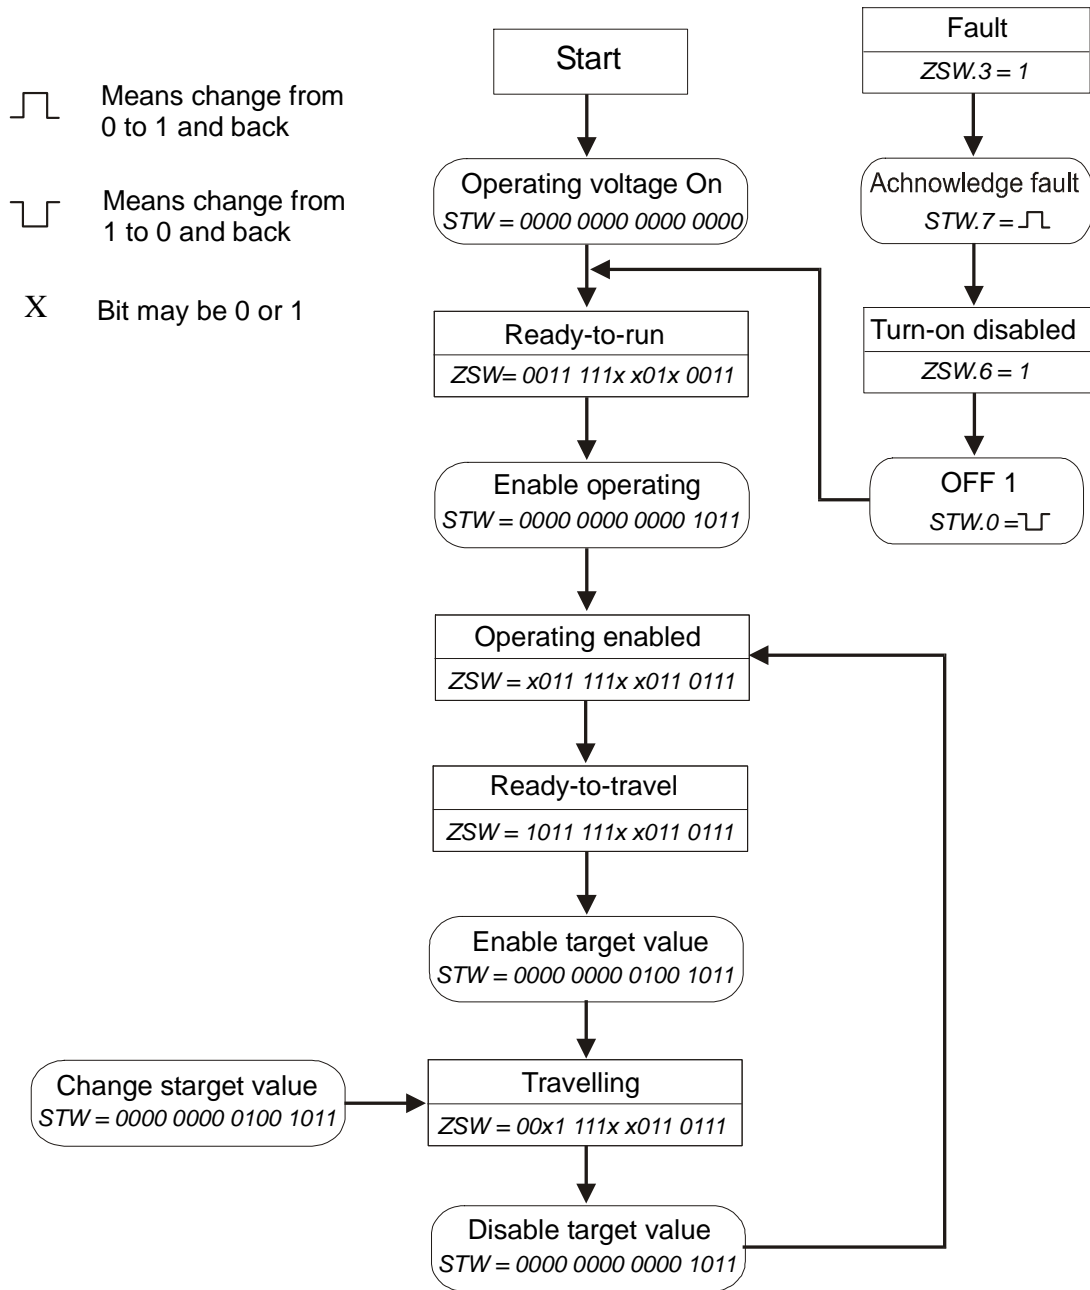 Means change from
0 to 1 and back
Means change from
1 to 0 and back
X Bit may be 0 or 1
Start
Operating voltage On
STW = 0000 0000 0000 0000
Ready-to-run
ZSW= 0011 111x x01x 0011
Enable operating
STW = 0000 0000 0000 1011
Operating enabled
ZSW = x011 111x x011 0111
Ready-to-travel
ZSW = 1011 111x x011 0111
Enable target value
STW = 0000 0000 0100 1011
Change starget value
STW = 0000 0000 0100 1011
Travelling
ZSW = 00x1 111x x011 0111
Disable target value
STW = 0000 0000 0000 1011
Fault
ZSW.3 = 1
Achnowledge fault
STW.7 =
Turn-on disabled
ZSW.6 = 1
OFF 1
STW.0 =